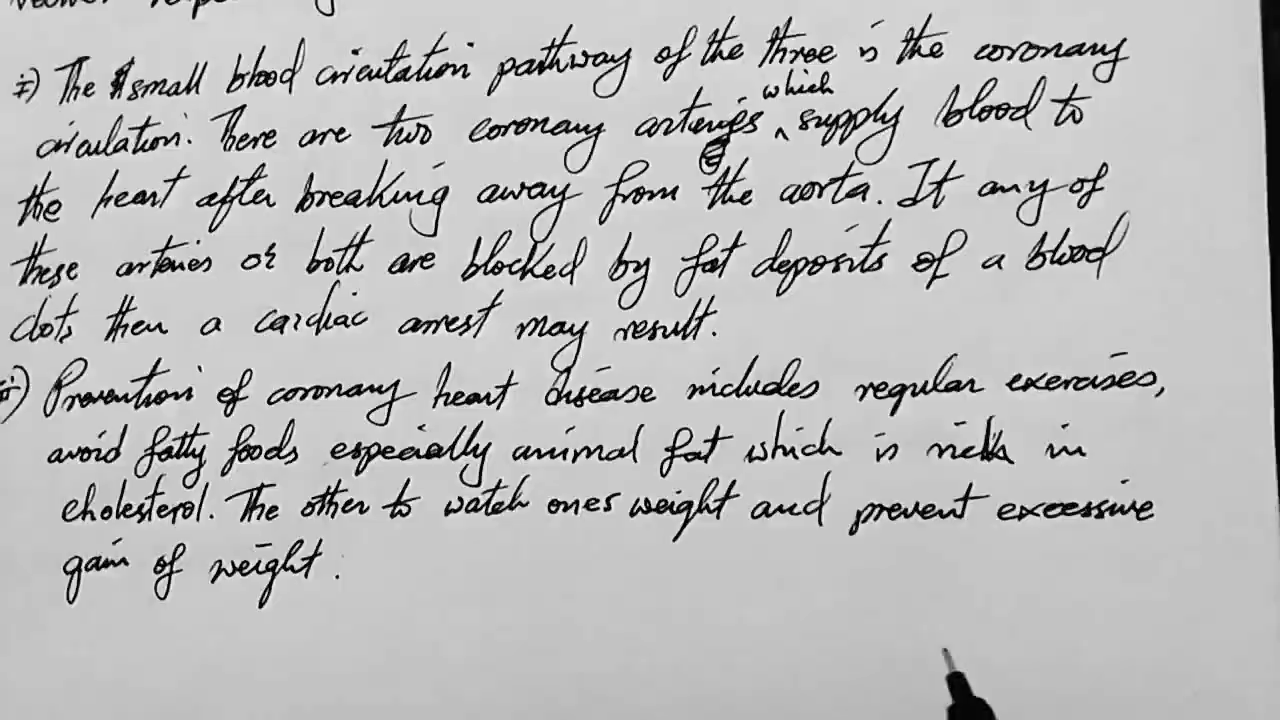 i) The small blood circulation pathway of the three is the coronary
circulation. There are two coronary arteries which supply blood to
the heart after breaking away from the aorta. If any of
these arteries or both are blocked by fat deposits of a blood
clots then a cardiac arrest may result.
ii) Prevention of coronary heart disease includes regular exercises,
avoid fatty foods especially animal fat which is rich in
cholesterol. The other to watch ones weight and prevent excessive
gain of weight.